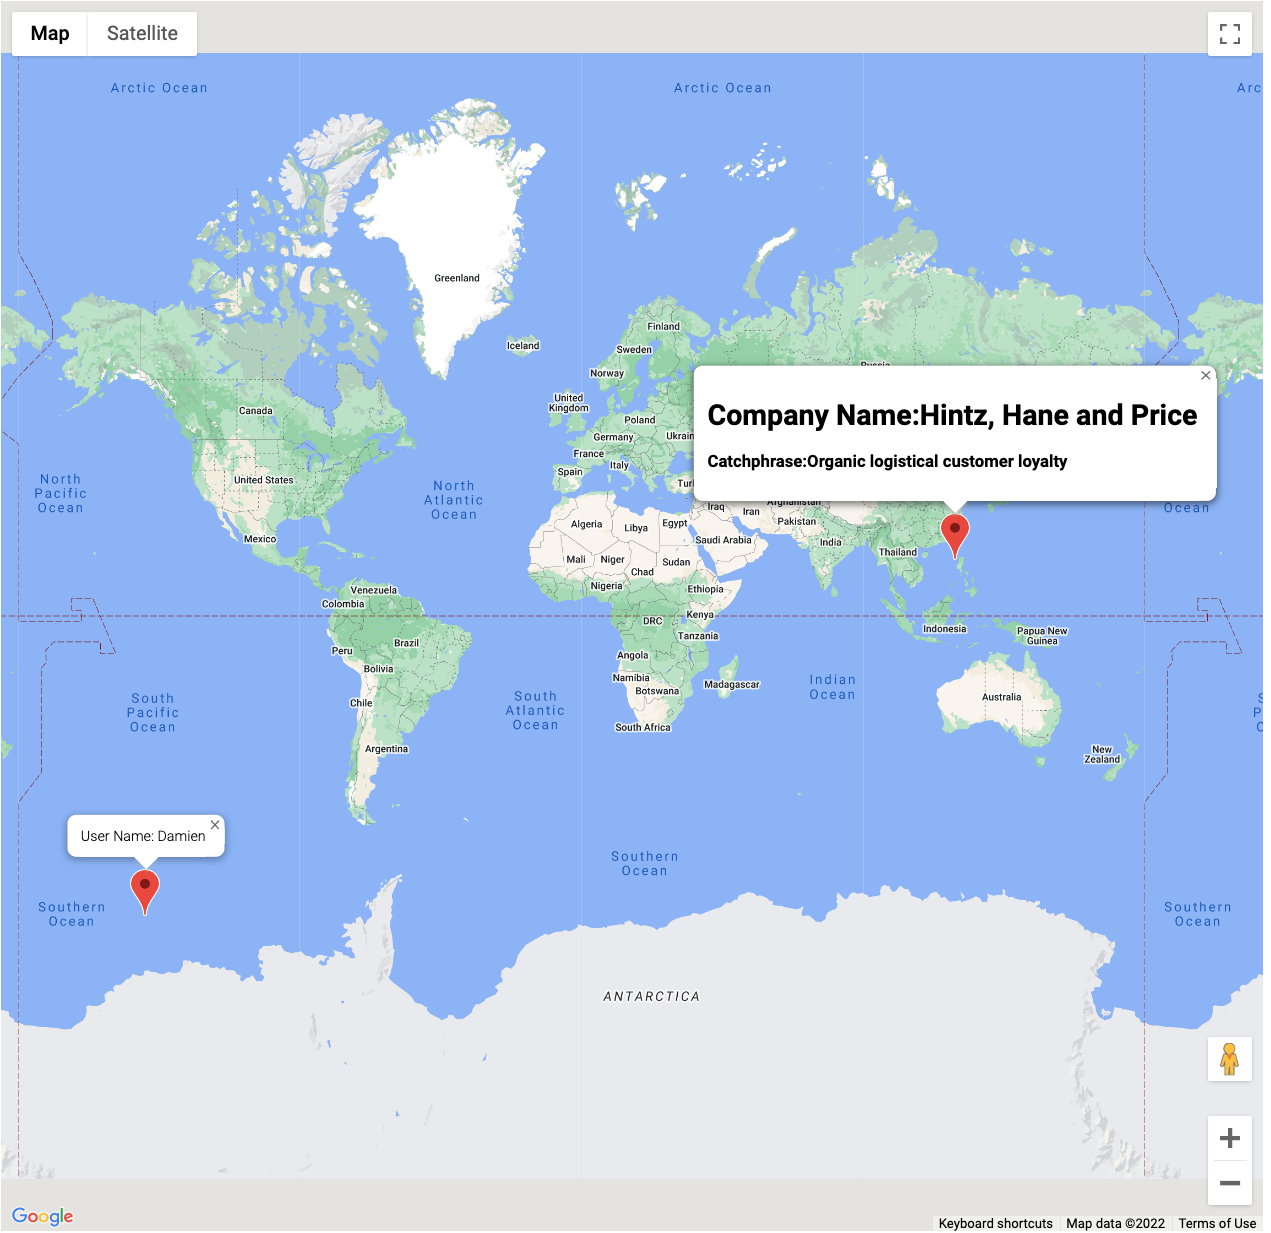 Map
Satellite
Arctic Ocean
Arctic Ocean
Arc
Greenland
Iceland
Finland
Sweden
Norway
Russia
United
Kingdom
Canada
Poland
Germany
Ukrain
France
Italy
Spain
Turl
United States
North
Pacific
Ocean
North
Atlantic
Ocean
Company Name:Hintz, Hane and Price
Catchphrase:Organic logistical customer loyalty
Afghanistan
Iraq
Iran
Ocean
Algeria
Libya
Egypt
Pakistan
Mexico
Saudi Arabia
India
Thailand
Mali
Niger
Chad
Sudan
Nigeria
Ethiopia
Venezuela
Colombia
DRC
Kenya
Tanzania
Indonesia
Papua New
Guinea
Brazil
Peru
Bolivia
Angola
Namibia
Botswana
Madagascar
Indian
Ocean
Australia
South
Pacific
Ocean
Chile
South
Atlantic
Ocean
South Africa
S
P
O
Argentina
New
Zealand
User Name: Damien
Southern
Ocean
Southern
Ocean
Southern
Ocean
ANTARCTICA
Google
Keyboard shortcuts
Map data ©2022
Terms of Use